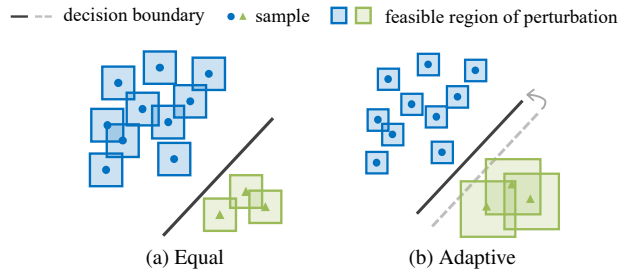 decision boundary sample feasible region of perturbation
(a) Equal (b) Adaptive